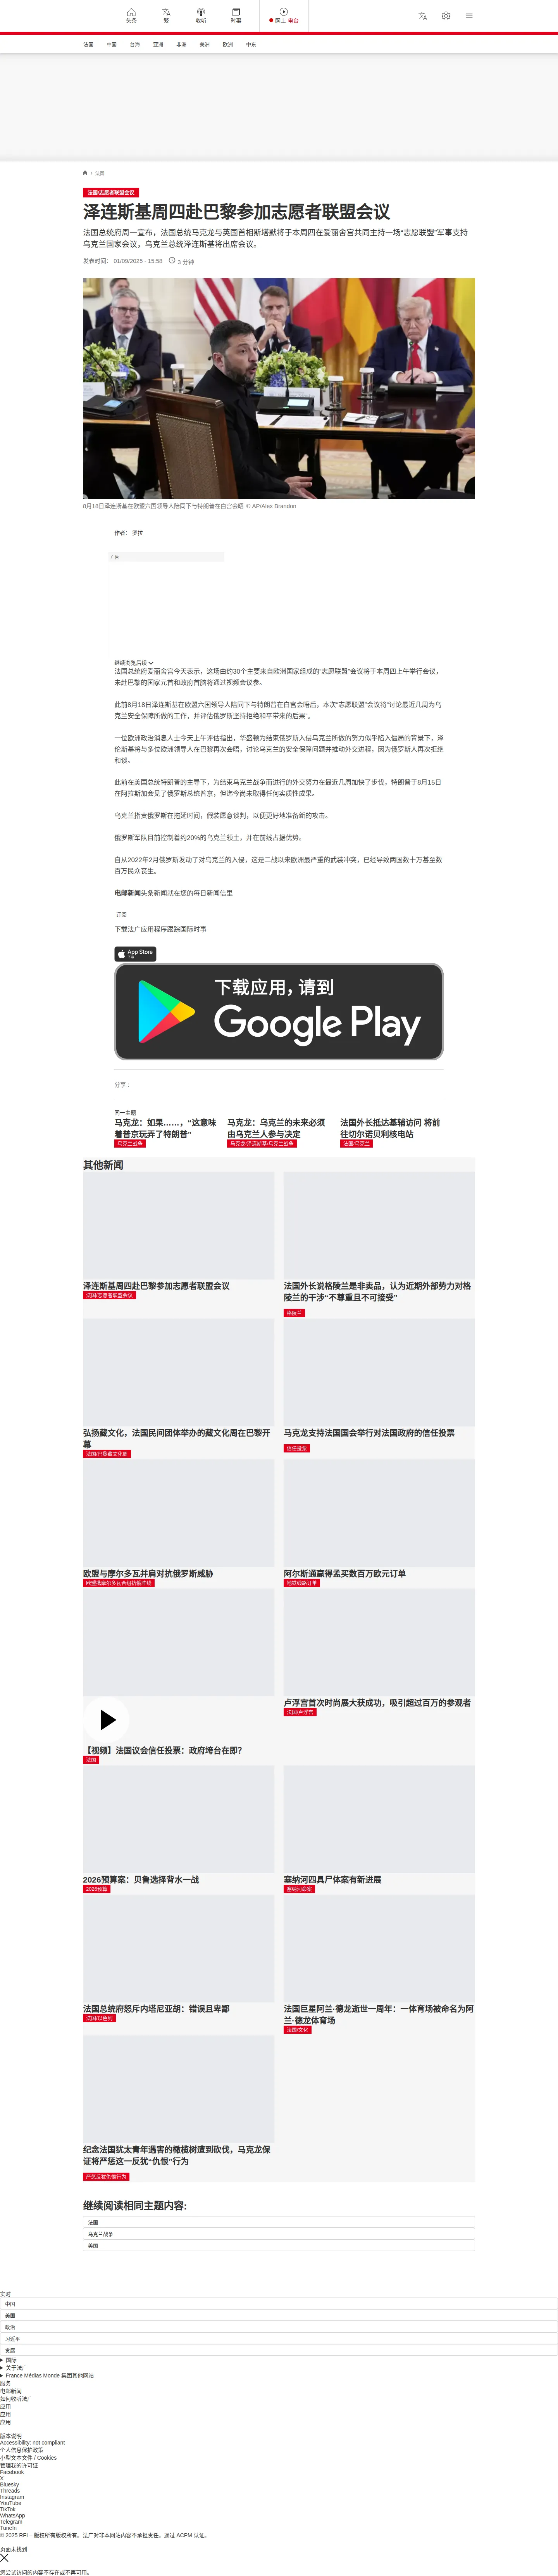 头条
繁
收听
时事
网上 电台
法国
中国
台海
亚洲
非洲
美洲
欧洲
中东
/ 法国
法国/志愿者联盟会议
泽连斯基周四赴巴黎参加志愿者联盟会议
法国总统府周一宣布，法国总统马克龙与英国首相斯塔默将于本周四在爱丽舍宫共同主持一场“志愿联盟”军事支持
乌克兰国家会议，乌克兰总统泽连斯基将出席会议。
发表时间： 01/09/2025 - 15:58 3 分钟
8月18日泽连斯基在欧盟六国领导人陪同下与特朗普在白宫会晤 © AP/Alex Brandon
作者： 罗拉
广告
继续浏览后续
法国总统府爱丽舍宫今天表示，这场由约30个主要来自欧洲国家组成的“志愿联盟”会议将于本周四上午举行会议，
未赴巴黎的国家元首和政府首脑将通过视频会议参。
此前8月18日泽连斯基在欧盟六国领导人陪同下与特朗普在白宫会晤后，本次“志愿联盟”会议将“讨论最近几周为乌
克兰安全保障所做的工作，并评估俄罗斯坚持拒绝和平带来的后果”。
一位欧洲政治消息人士今天上午评估指出，华盛顿为结束俄罗斯入侵乌克兰所做的努力似乎陷入僵局的背景下，泽
伦斯基将与多位欧洲领导人在巴黎再次会晤，讨论乌克兰的安全保障问题并推动外交进程，因为俄罗斯人再次拒绝
和谈。
此前在美国总统特朗普的主导下，为结束乌克兰战争而进行的外交努力在最近几周加快了步伐，特朗普于8月15日
在阿拉斯加会见了俄罗斯总统普京，但迄今尚未取得任何实质性成果。
乌克兰指责俄罗斯在拖延时间，假装愿意谈判，以便更好地准备新的攻击。
俄罗斯军队目前控制着约20%的乌克兰领土，并在前线占据优势。
自从2022年2月俄罗斯发动了对乌克兰的入侵，这是二战以来欧洲最严重的武装冲突，已经导致两国数十万甚至数
百万民众丧生。
电邮新闻头条新闻就在您的每日新闻信里
订阅
下载法广应用程序跟踪国际时事
App Store
下载
下载应用，请到
Google Play
分享 :
同一主题
马克龙：如果……，“这意味
着普京玩弄了特朗普”
乌克兰战争
马克龙：乌克兰的未来必须
由乌克兰人参与决定
马克龙/泽连斯基/乌克兰战争
法国外长抵达基辅访问 将前
往切尔诺贝利核电站
法国/乌克兰
其他新闻
泽连斯基周四赴巴黎参加志愿者联盟会议
法国/志愿者联盟会议
法国外长说格陵兰是非卖品，认为近期外部势力对格
陵兰的干涉“不尊重且不可接受”
格陵兰
弘扬藏文化，法国民间团体举办的藏文化周在巴黎开
幕
法国/巴黎藏文化周
马克龙支持法国国会举行对法国政府的信任投票
信任投票
欧盟与摩尔多瓦并肩对抗俄罗斯威胁
欧盟携摩尔多瓦共抵抗俄阵线
阿尔斯通赢得孟买数百万欧元订单
地铁线路订单
【视频】法国议会信任投票：政府垮台在即?
法国
卢浮宫首次时尚展大获成功，吸引超过百万的参观者
法国/卢浮宫
2026预算案：贝鲁选择背水一战
2026预算
塞纳河四具尸体案有新进展
塞纳河命案
法国总统府怒斥内塔尼亚胡：错误且卑鄙
法国/以色列
法国巨星阿兰·德龙逝世一周年：一体育场被命名为阿
兰·德龙体育场
法国/文化
纪念法国犹太青年遇害的橄榄树遭到砍伐，马克龙保
证将严惩这一反犹“仇恨”行为
严惩反犹仇恨行为
继续阅读相同主题内容:
法国
乌克兰战争
美国
实时
中国
美国
政治
习近平
贪腐
国际
关于法广
France Médias Monde 集团其他网站
服务
电邮新闻
如何收听法广
应用
应用
应用
版本说明
Accessibility: not compliant
个人信息保护政策
小型文本文件 / Cookies
管理我的许可证
Facebook
X
Bluesky
Threads
Instagram
YouTube
TikTok
WhatsApp
Telegram
TuneIn
© 2025 RFI – 版权所有版权所有。法广对非本网站内容不承担责任。通过 ACPM 认证。
页面未找到
您尝试访问的内容不存在或不再可用。